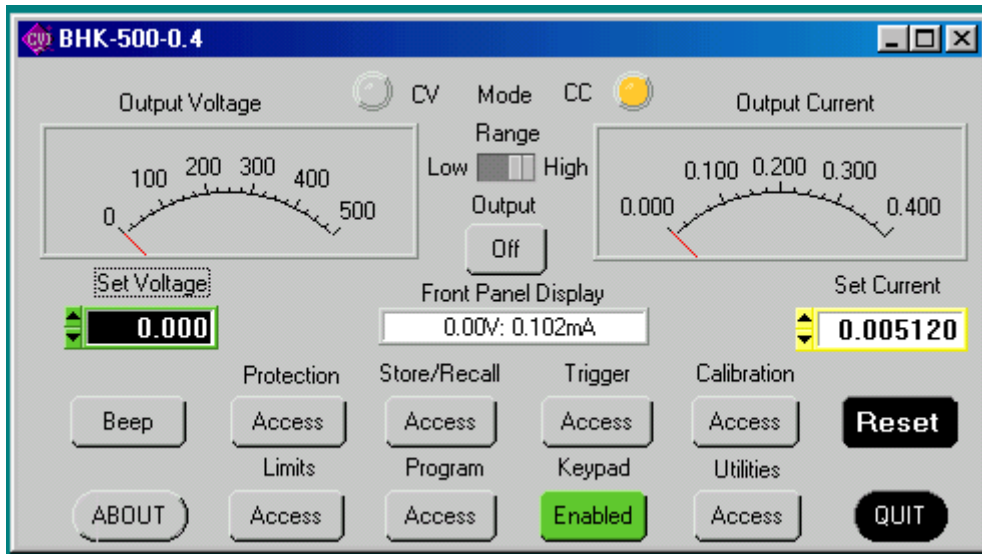 CVI BHK-500-0.4
Output Voltage CV Mode CC Output Current
Range
Low High
0 100 200 300 400 500
0.000 0.100 0.200 0.300 0.400
Output
Off
Set Voltage Front Panel Display Set Current
0.000 0.00V: 0.102mA 0.005120
Protection Store/Recall Trigger Calibration
Beep Access Access Access Access Reset
Limits Program Keypad Utilities
ABOUT Access Access Enabled Access QUIT